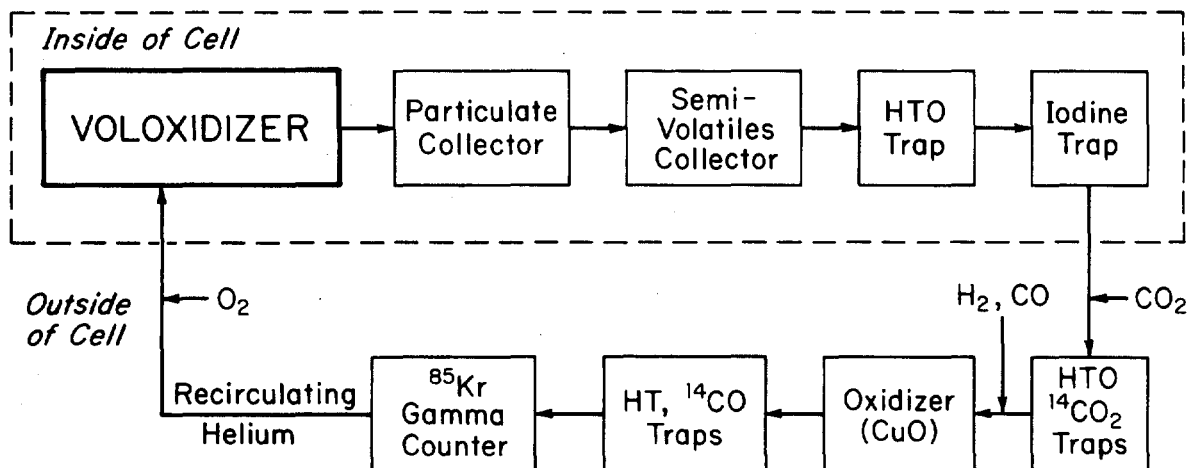 Inside of Cell
VOLOXIDIZER
Particulate
Collector
Semi-
Volatiles
Collector
HTO
Trap
Iodine
Trap
Outside
of Cell
O₂
H₂, CO
CO₂
Recirculating
Helium
⁸⁵Kr
Gamma
Counter
HT, ¹⁴CO
Traps
Oxidizer
(CuO)
HTO
¹⁴CO₂
Traps